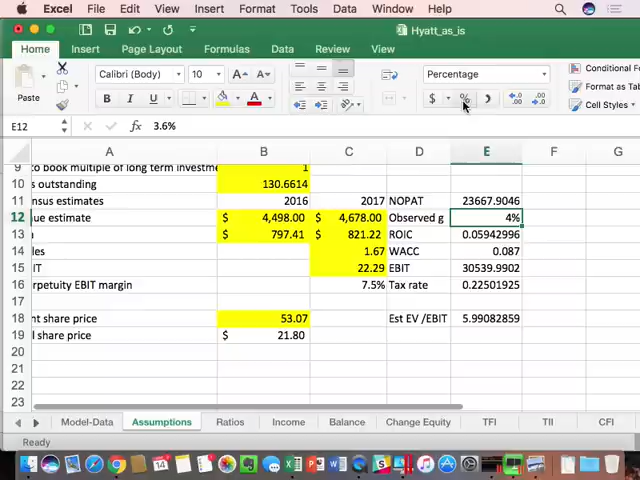 Excel File Edit View Insert Format Tools Data Window Help
Hyatt_as_is
Home Insert Page Layout Formulas Data Review View
Paste Calibri (Body) 10 A A Percentage Conditional Form
B I U A $ % Format as Tab
Cell Styles
E12 fx 3.6%
A B C D E F G
9 to book multiple of long term investme 1
10 s outstanding 130.6614
11 nsus estimates 2016 2017 NOPAT 23667.9046
12 ue estimate $ 4,498.00 $ 4,678.00 Observed g 4%
13 $ 797.41 $ 821.22 ROIC 0.05942996
14 les 1.67 WACC 0.087
15 IT 22.29 EBIT 30539.9902
16 rpetuity EBIT margin 7.5% Tax rate 0.22501925
17
18 nt share price 53.07 Est EV /EBIT 5.99082859
19 l share price $ 21.80
20
21
22
23
Model-Data Assumptions Ratios Income Balance Change Equity TFI TII CFI
Ready